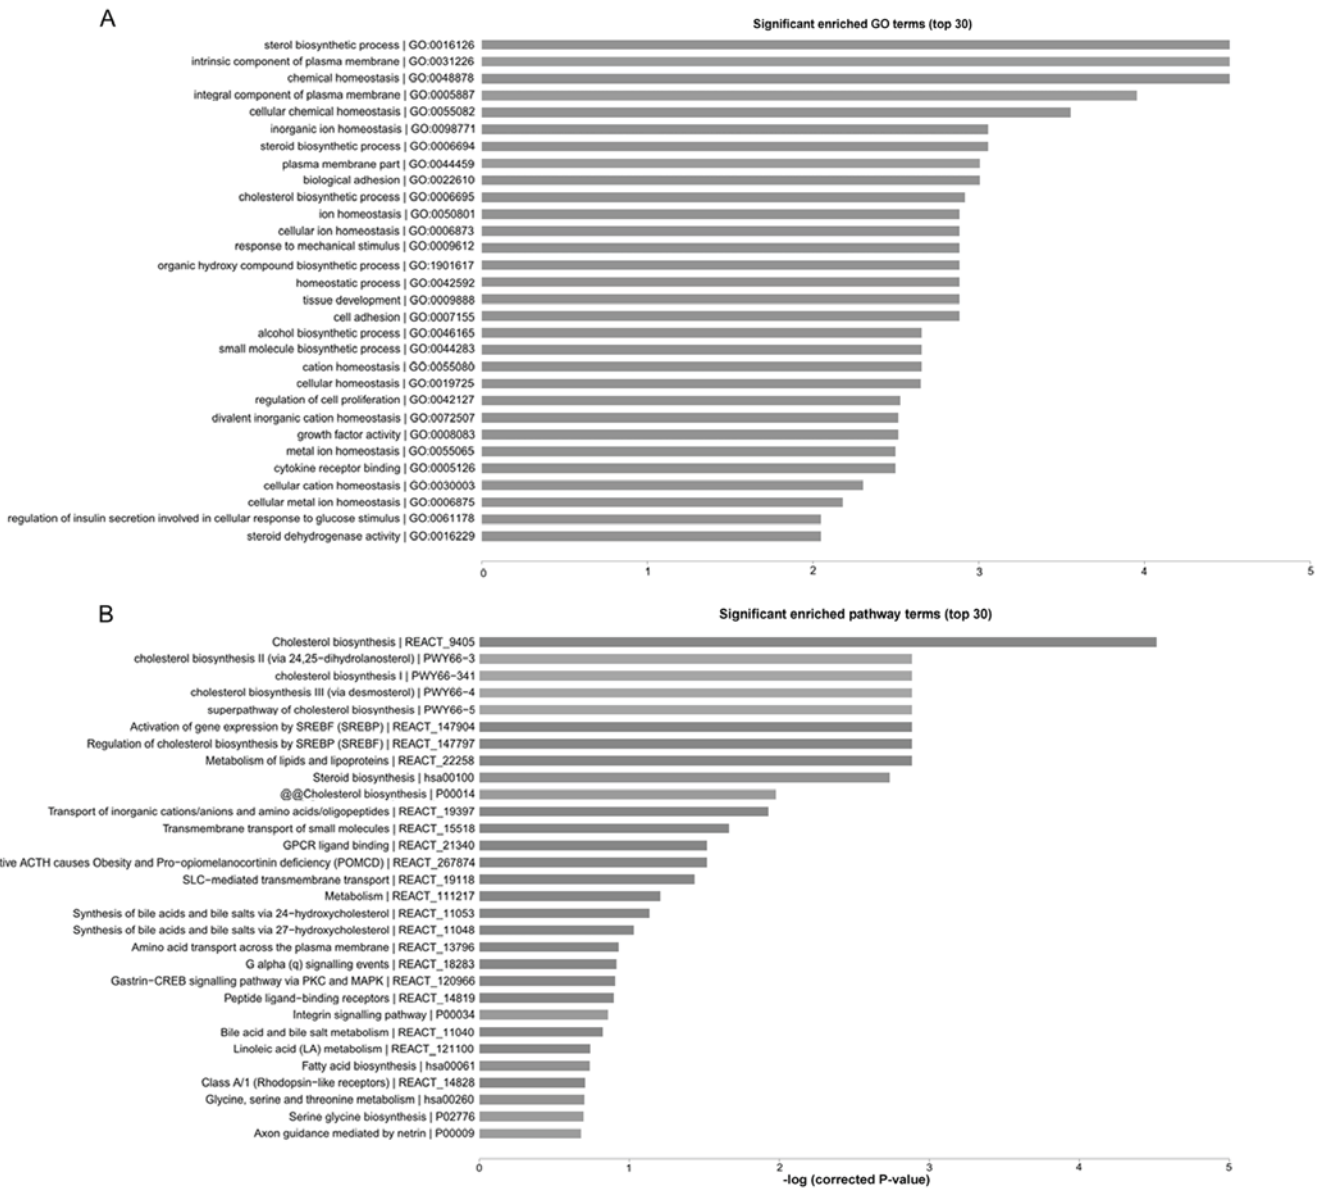 A
Significant enriched GO terms (top 30)
sterol biosynthetic process | GO:0016126
intrinsic component of plasma membrane | GO:0031226
chemical homeostasis | GO:0048878
integral component of plasma membrane | GO:0005887
cellular chemical homeostasis | GO:0055082
inorganic ion homeostasis | GO:0098771
steroid biosynthetic process | GO:0006694
plasma membrane part | GO:0044459
biological adhesion | GO:0022610
cholesterol biosynthetic process | GO:0006695
ion homeostasis | GO:0050801
cellular ion homeostasis | GO:0006873
response to mechanical stimulus | GO:0009612
organic hydroxy compound biosynthetic process | GO:1901617
homeostatic process | GO:0042592
tissue development | GO:0009888
cell adhesion | GO:0007155
alcohol biosynthetic process | GO:0046165
small molecule biosynthetic process | GO:0044283
cation homeostasis | GO:0055080
cellular homeostasis | GO:0019725
regulation of cell proliferation | GO:0042127
divalent inorganic cation homeostasis | GO:0072507
growth factor activity | GO:0008083
metal ion homeostasis | GO:0055065
cytokine receptor binding | GO:0005126
cellular cation homeostasis | GO:0030003
cellular metal ion homeostasis | GO:0006875
regulation of insulin secretion involved in cellular response to glucose stimulus | GO:0061178
steroid dehydrogenase activity | GO:0016229
0 1 2 3 4 5
B
Significant enriched pathway terms (top 30)
Cholesterol biosynthesis | REACT_9405
cholesterol biosynthesis II (via 24,25−dihydrolanosterol) | PWY66−3
cholesterol biosynthesis I | PWY66−341
cholesterol biosynthesis III (via desmosterol) | PWY66−4
superpathway of cholesterol biosynthesis | PWY66−5
Activation of gene expression by SREBF (SREBP) | REACT_147904
Regulation of cholesterol biosynthesis by SREBP (SREBF) | REACT_147797
Metabolism of lipids and lipoproteins | REACT_22258
Steroid biosynthesis | hsa00100
@@Cholesterol biosynthesis | P00014
Transport of inorganic cations/anions and amino acids/oligopeptides | REACT_19397
Transmembrane transport of small molecules | REACT_15518
GPCR ligand binding | REACT_21340
tive ACTH causes Obesity and Pro−opiomelanocortinin deficiency (POMCD) | REACT_267874
SLC−mediated transmembrane transport | REACT_19118
Metabolism | REACT_111217
Synthesis of bile acids and bile salts via 24−hydroxycholesterol | REACT_11053
Synthesis of bile acids and bile salts via 27−hydroxycholesterol | REACT_11048
Amino acid transport across the plasma membrane | REACT_13796
G alpha (q) signalling events | REACT_18283
Gastrin−CREB signalling pathway via PKC and MAPK | REACT_120966
Peptide ligand−binding receptors | REACT_14819
Integrin signalling pathway | P00034
Bile acid and bile salt metabolism | REACT_11040
Linoleic acid (LA) metabolism | REACT_121100
Fatty acid biosynthesis | hsa00061
Class A/1 (Rhodopsin−like receptors) | REACT_14828
Glycine, serine and threonine metabolism | hsa00260
Serine glycine biosynthesis | P02776
Axon guidance mediated by netrin | P00009
0 1 2 3 4 5
-log (corrected P-value)